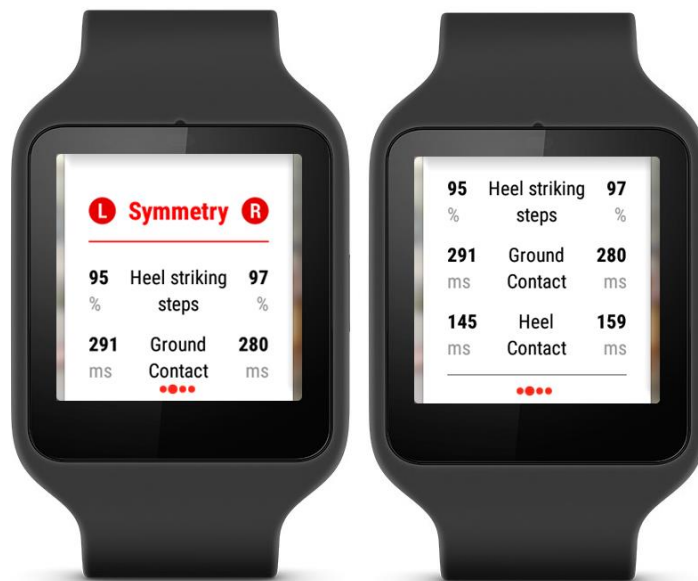 L Symmetry R
95 Heel striking 97
% steps %
291 Ground 280
ms Contact ms
95 Heel striking 97
% steps %
291 Ground 280
ms Contact ms
145 Heel 159
ms Contact ms